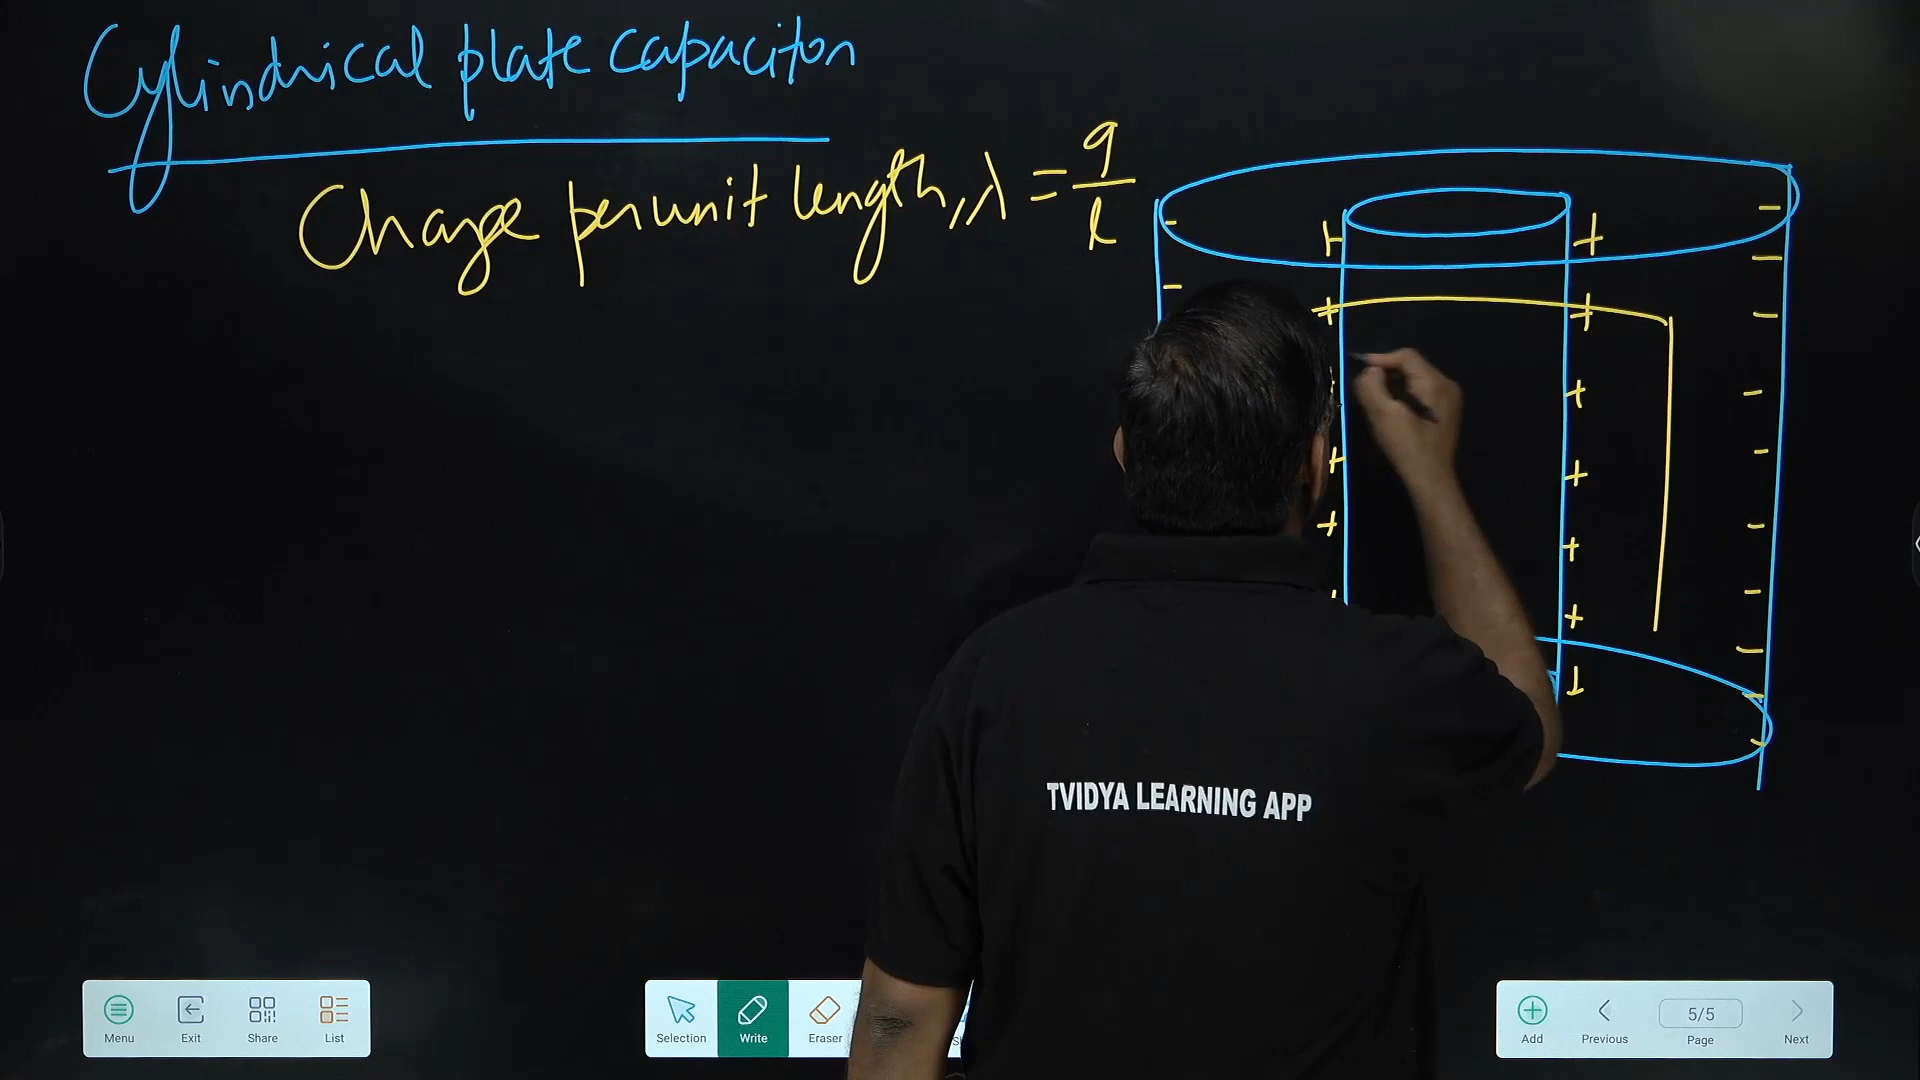 Cylindrical plate capacitor
Charge per unit length, λ = q/l
TVIDYA LEARNING APP
Menu
Exit
Share
List
Selection
Write
Eraser
Add
Previous
5/5
Page
Next